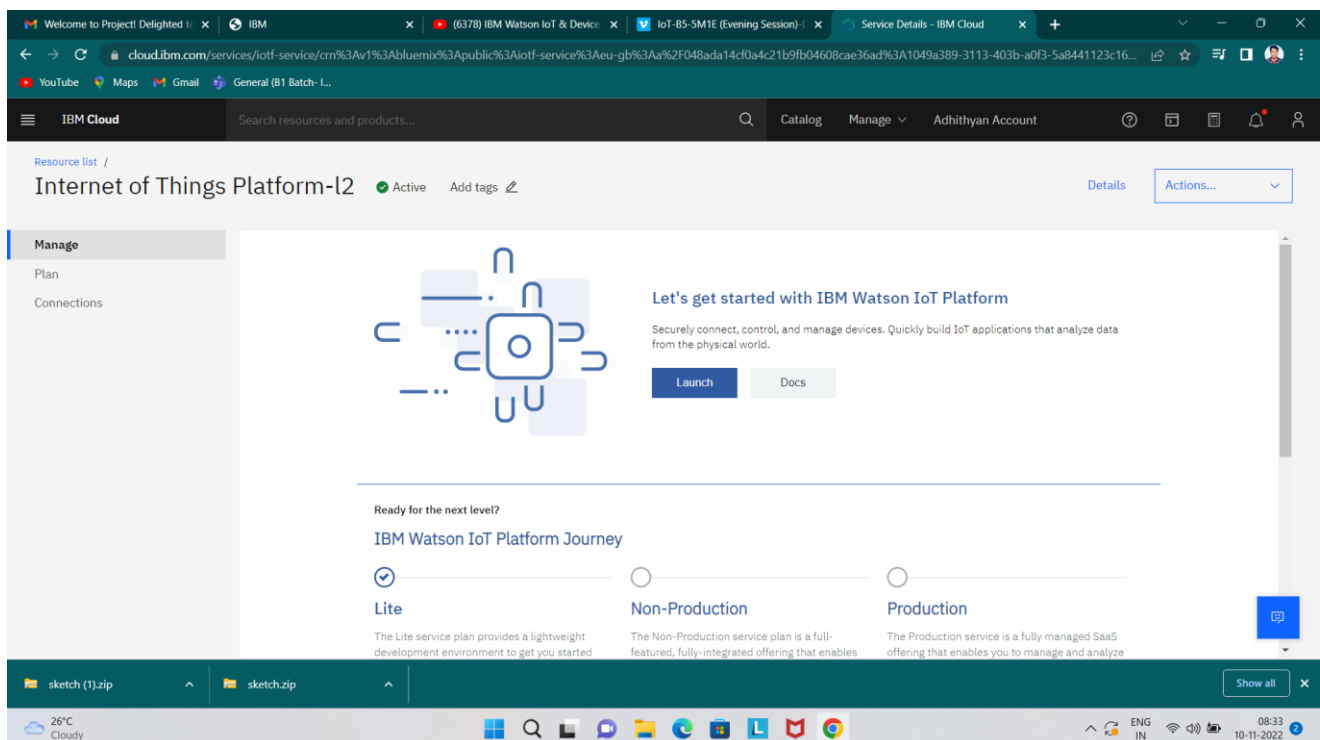 Welcome to Project! Delighted to
IBM
(6378) IBM Watson IoT & Device
IoT-B5-5M1E (Evening Session)-(
Service Details - IBM Cloud
cloud.ibm.com/services/iotf-service/crn%3Av1%3Abluemix%3Apublic%3Aiotf-service%3Aeu-gb%3Aa%2F048ada14cf0a4c21b9fb04608cae36ad%3A1049a389-3113-403b-a0f3-5a8441123c16...
YouTube Maps Gmail General (B1 Batch- I...
IBM Cloud
Search resources and products...
Catalog Manage Adhithyan Account
Resource list /
Internet of Things Platform-l2 Active Add tags
Details Actions...
Manage
Plan
Connections
Let's get started with IBM Watson IoT Platform
Securely connect, control, and manage devices. Quickly build IoT applications that analyze data
from the physical world.
Launch Docs
Ready for the next level?
IBM Watson IoT Platform Journey
Lite
The Lite service plan provides a lightweight
development environment to get you started
Non-Production
The Non-Production service plan is a full-
featured, fully-integrated offering that enables
Production
The Production service is a fully managed SaaS
offering that enables you to manage and analyze
sketch (1).zip sketch.zip Show all
26°C
Cloudy
ENG
IN
08:33
10-11-2022
2